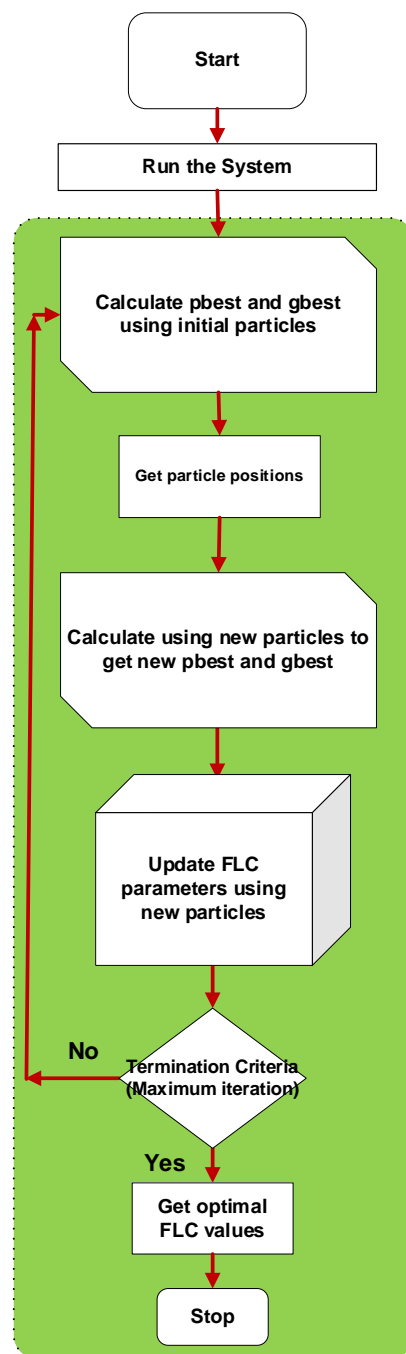 Start
Run the System
Calculate pbest and gbest
using initial particles
Get particle positions
Calculate using new particles to
get new pbest and gbest
Update FLC
parameters using
new particles
No
Termination Criteria
(Maximum iteration)
Yes
Get optimal
FLC values
Stop